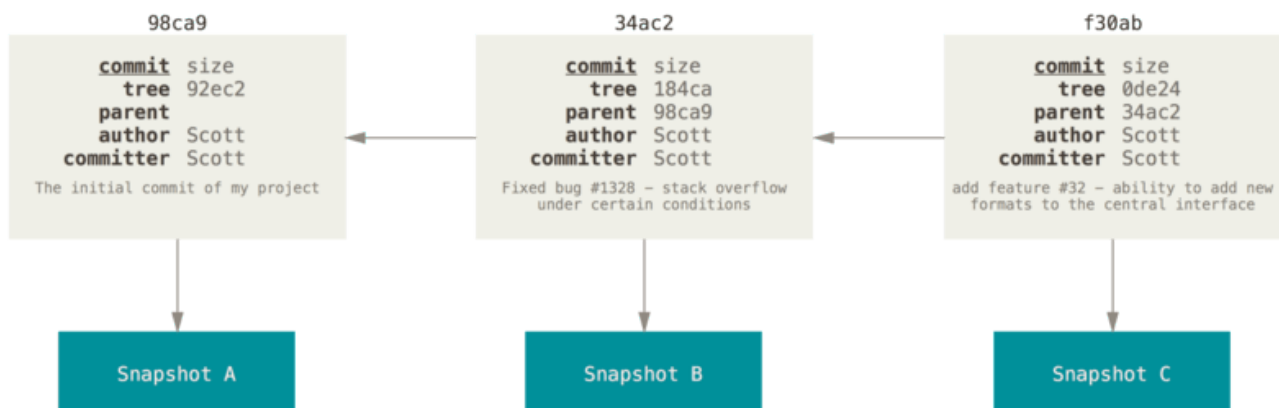 98ca9
commit size
tree 92ec2
parent
author Scott
committer Scott
The initial commit of my project
Snapshot A
34ac2
commit size
tree 184ca
parent 98ca9
author Scott
committer Scott
Fixed bug #1328 – stack overflow
under certain conditions
Snapshot B
f30ab
commit size
tree 0de24
parent 34ac2
author Scott
committer Scott
add feature #32 – ability to add new
formats to the central interface
Snapshot C